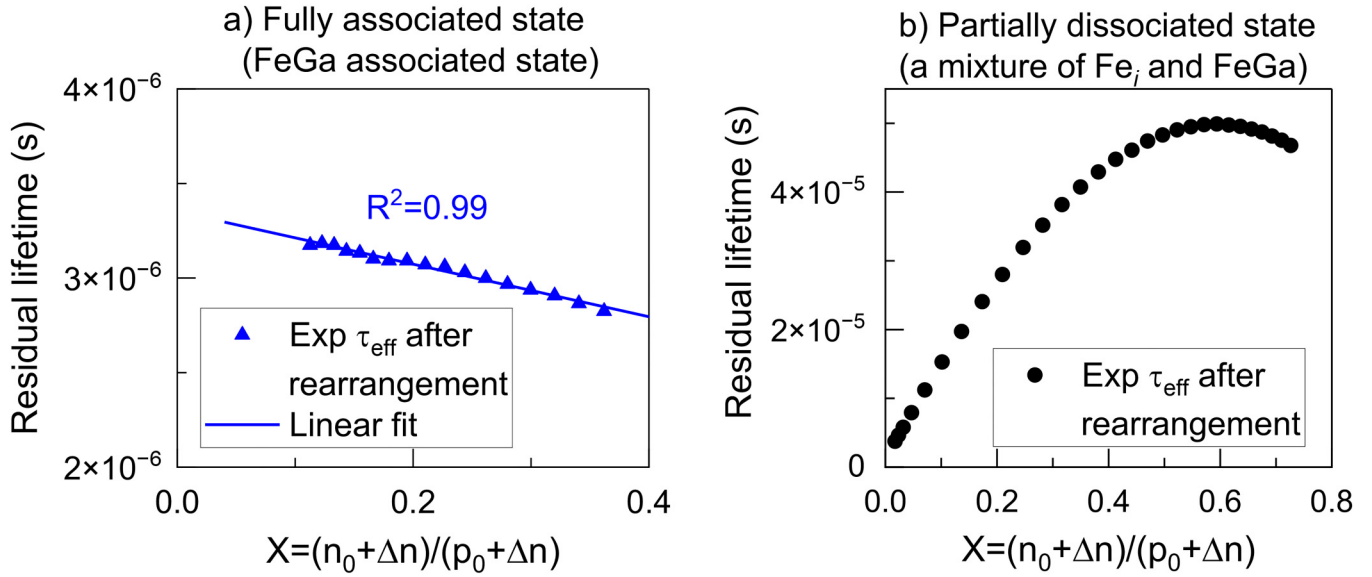 a) Fully associated state
(FeGa associated state)
Residual lifetime (s)
4×10⁻⁶
3×10⁻⁶
2×10⁻⁶
R²=0.99
Exp τ_eff after
rearrangement
Linear fit
0.0 0.2 0.4
X=(n₀+Δn)/(p₀+Δn)
b) Partially dissociated state
(a mixture of Fe_i and FeGa)
Residual lifetime (s)
4×10⁻⁵
2×10⁻⁵
0
Exp τ_eff after
rearrangement
0.0 0.2 0.4 0.6 0.8
X=(n₀+Δn)/(p₀+Δn)